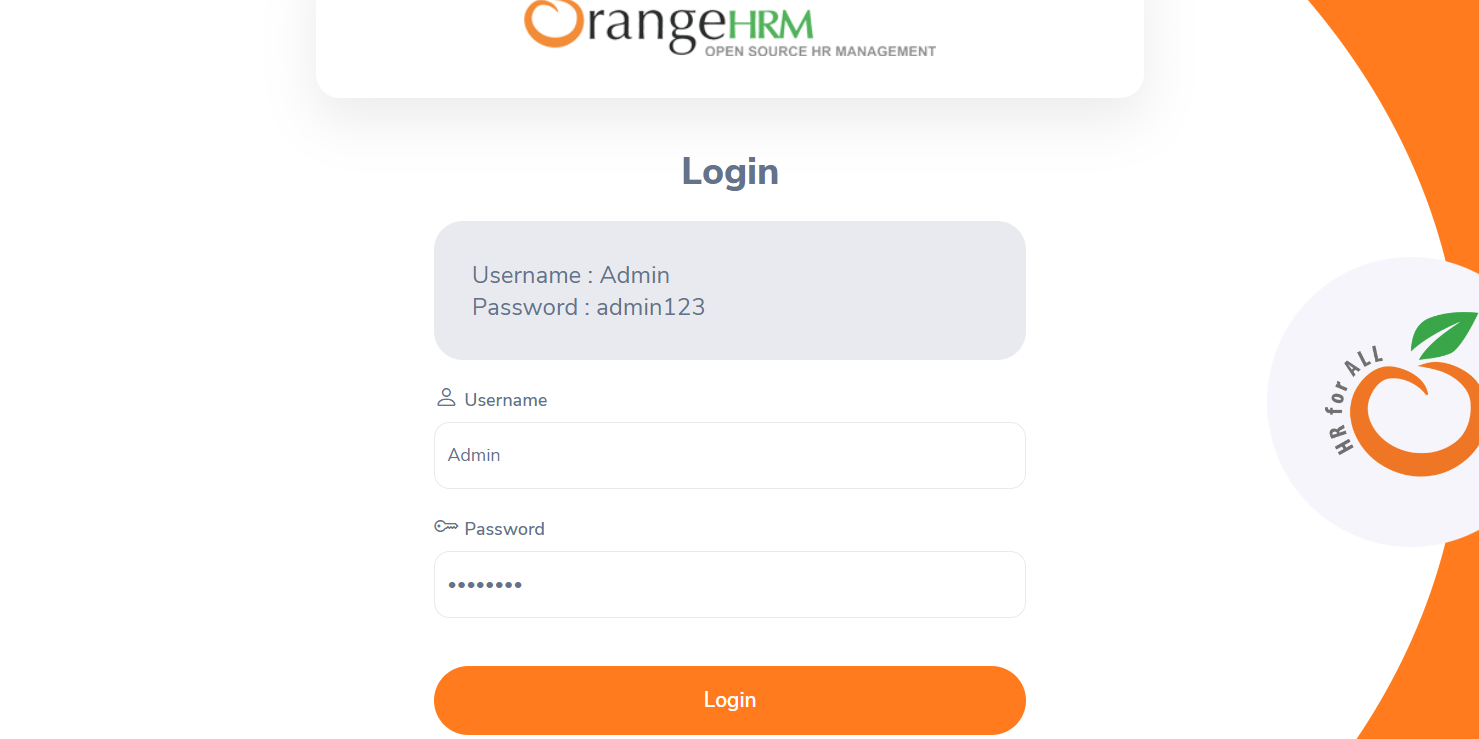 OrangeHRM
OPEN SOURCE HR MANAGEMENT
Login
Username : Admin
Password : admin123
Username
Admin
Password
••••••••
Login
HR for ALL